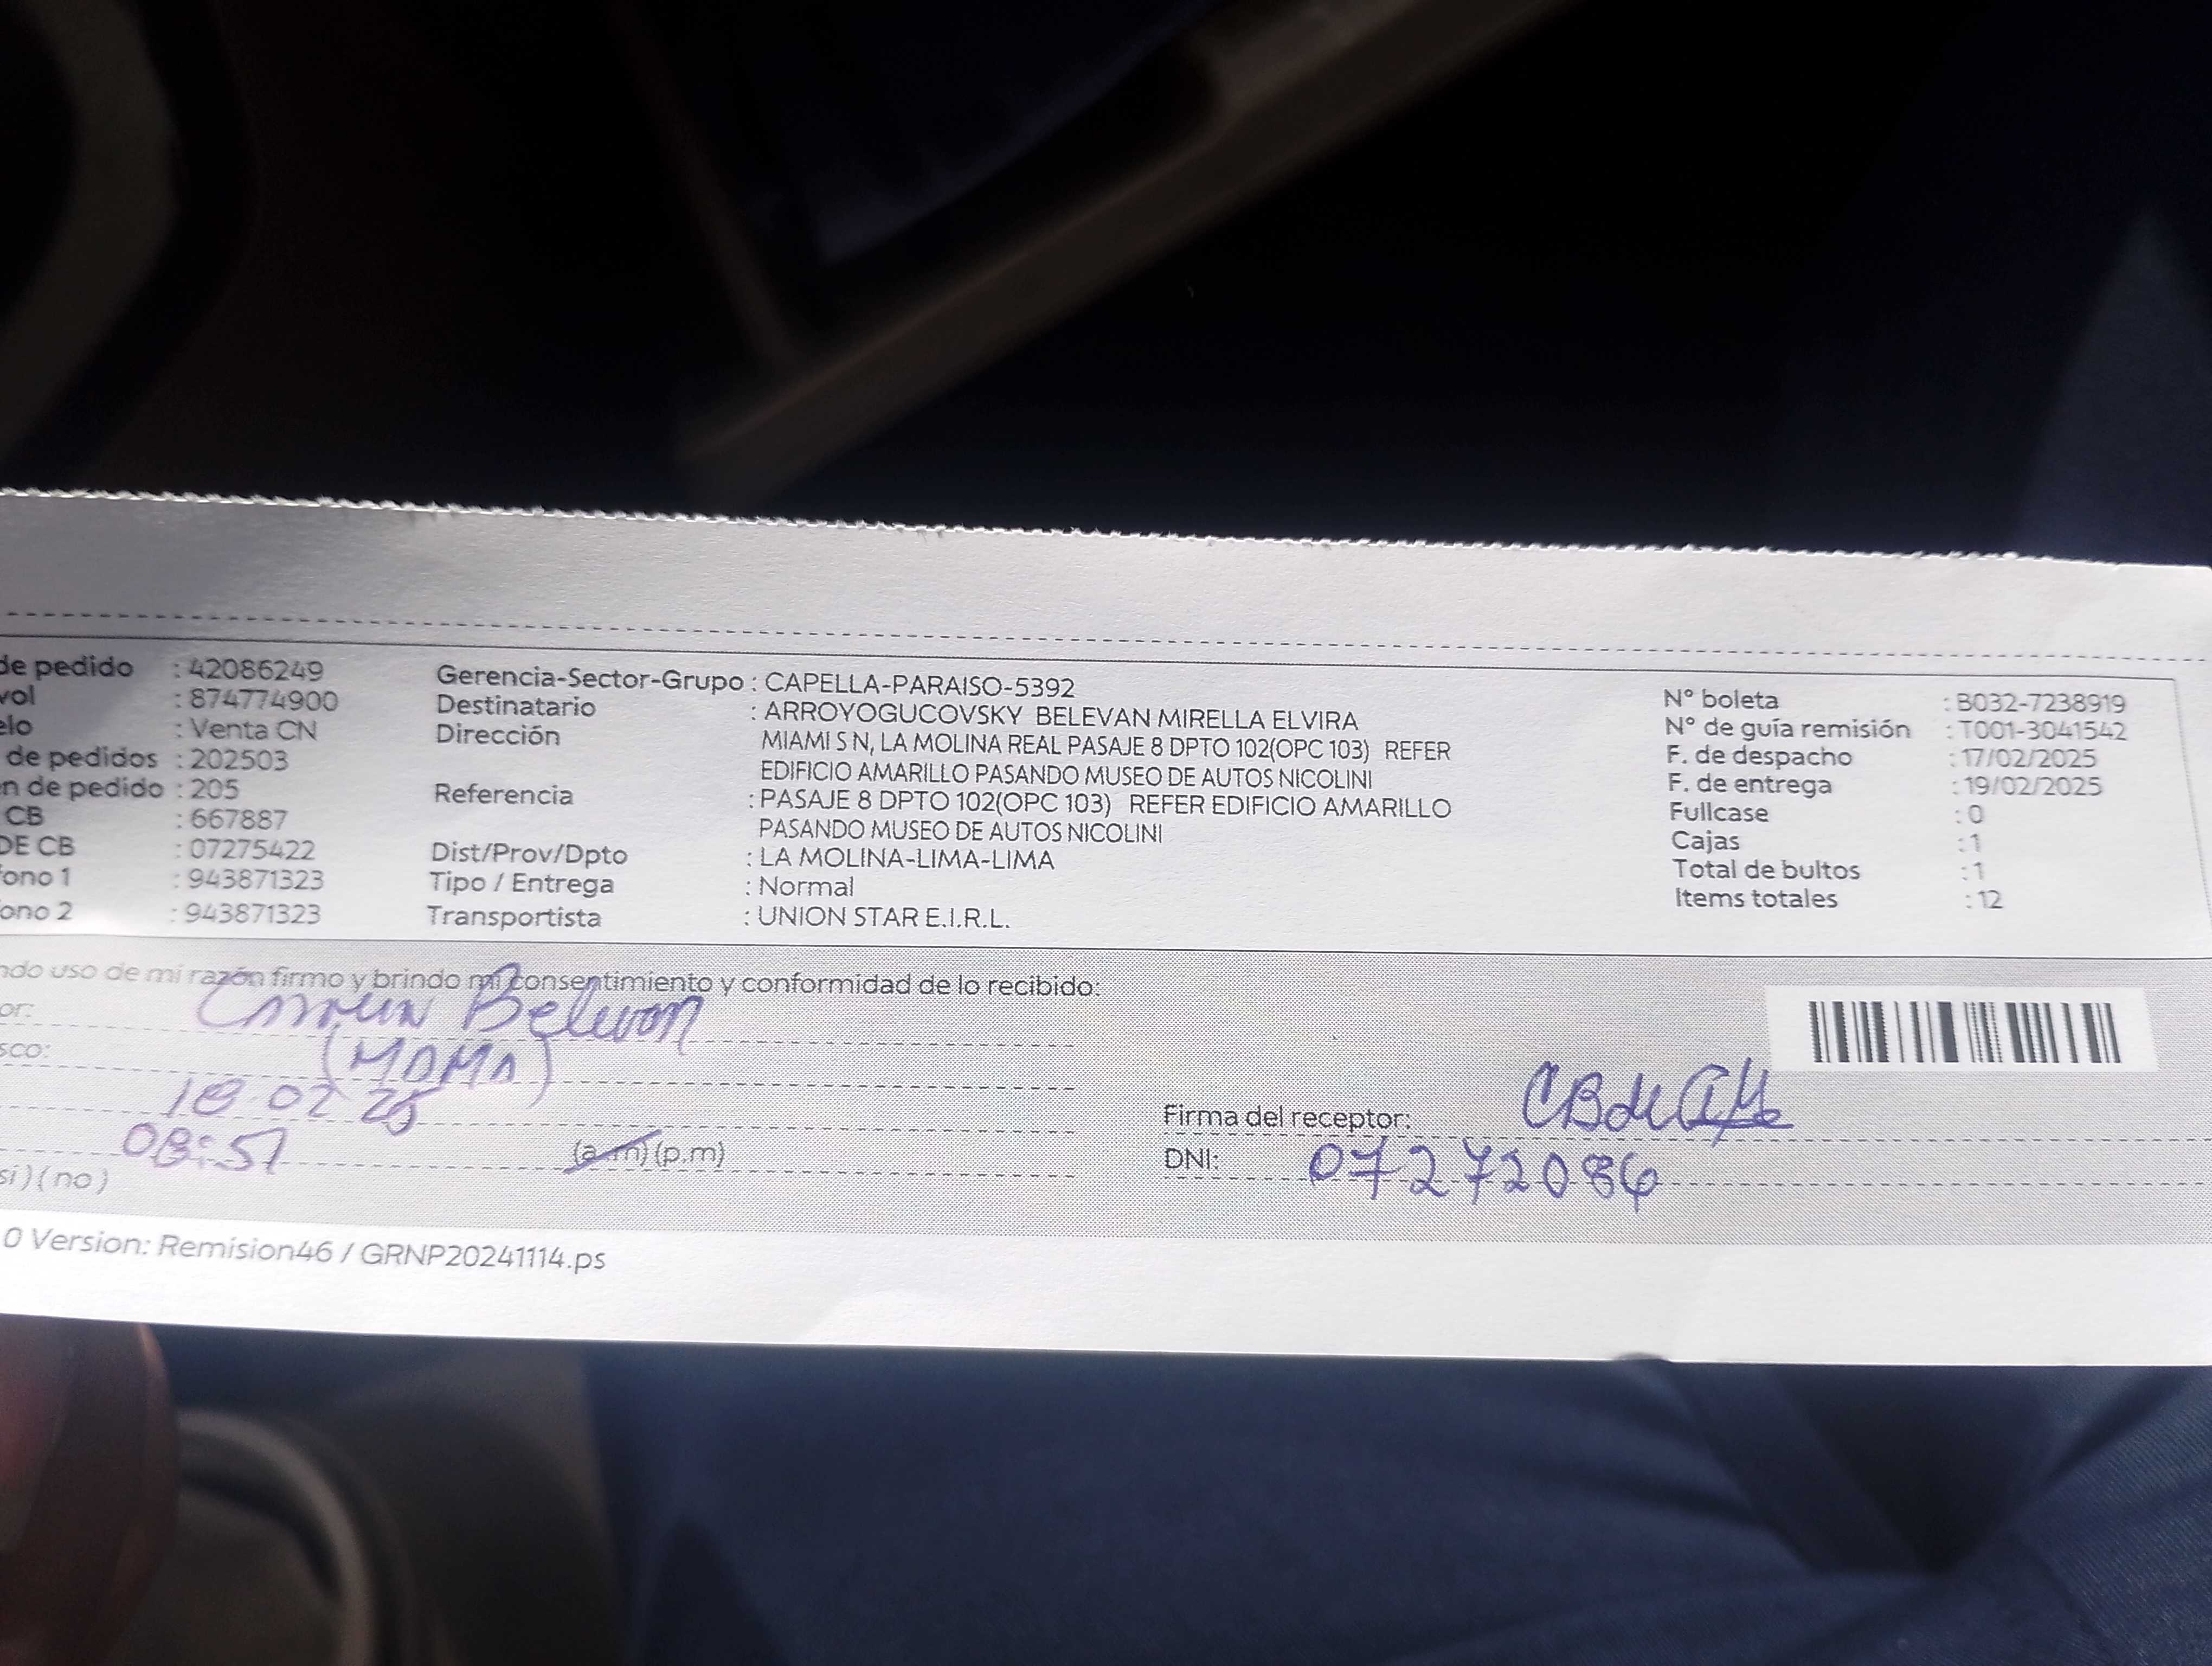 de pedido : 42086249 Gerencia-Sector-Grupo : CAPELLA-PARAISO-5392 N° boleta : B032-7238919
vol : 874774900 Destinatario : ARROYOGUCOVSKY BELEVAN MIRELLA ELVIRA N° de guía remisión : T001-3041542
elo : Venta CN Dirección MIAMI S N, LA MOLINA REAL PASAJE 8 DPTO 102(OPC 103) REFER F. de despacho : 17/02/2025
de pedidos : 202503 EDIFICIO AMARILLO PASANDO MUSEO DE AUTOS NICOLINI F. de entrega : 19/02/2025
n de pedido : 205 Referencia : PASAJE 8 DPTO 102(OPC 103) REFER EDIFICIO AMARILLO Fullcase : 0
CB : 667887 PASANDO MUSEO DE AUTOS NICOLINI Cajas : 1
DE CB : 07275422 Dist/Prov/Dpto : LA MOLINA-LIMA-LIMA Total de bultos : 1
fono 1 : 943871323 Tipo / Entrega : Normal Items totales : 12
ono 2 : 943871323 Transportista : UNION STAR E.I.R.L.
ndo uso de mi razón firmo y brindo mi consentimiento y conformidad de lo recibido:
or: Carmen Belevan
sco: (MAMA)
18 02 25
Firma del receptor:
08:51 (a.m) (p.m) DNI: 07272086
si) ( no )
0 Version: Remision46 / GRNP20241114.ps